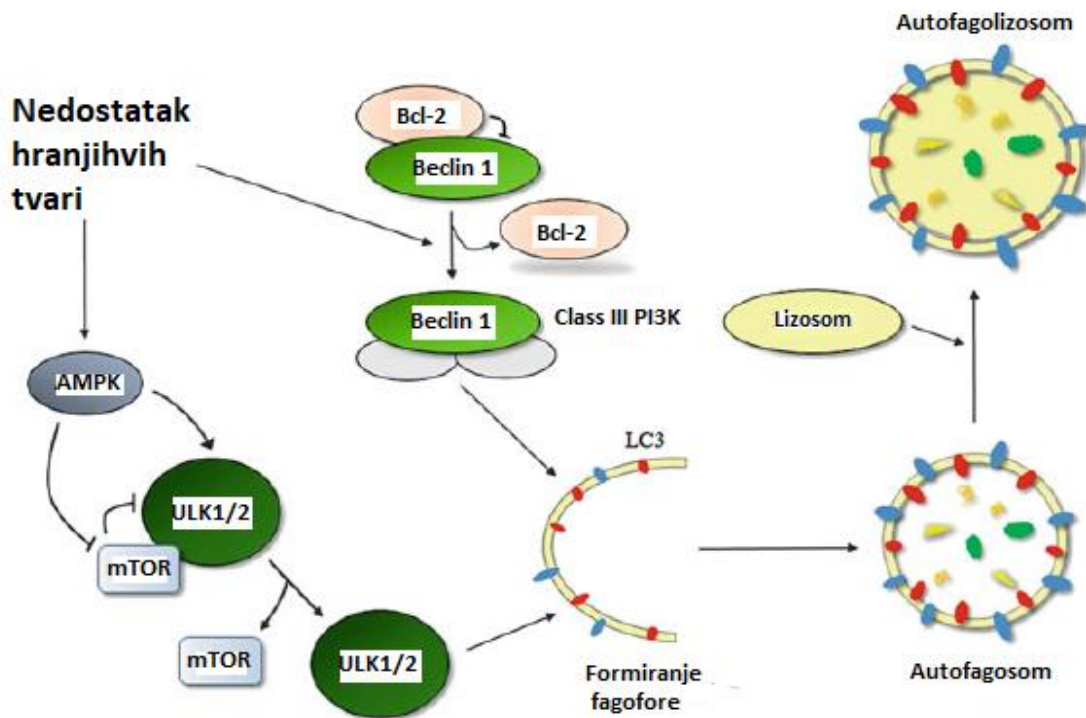 Autofagolizosom
Nedostatak
hranjihvih
tvari
Bcl-2
Beclin 1
Bcl-2
Beclin 1
Class III PI3K
Lizosom
AMPK
LC3
ULK1/2
mTOR
mTOR
ULK1/2
Formiranje
fagofore
Autofagosom